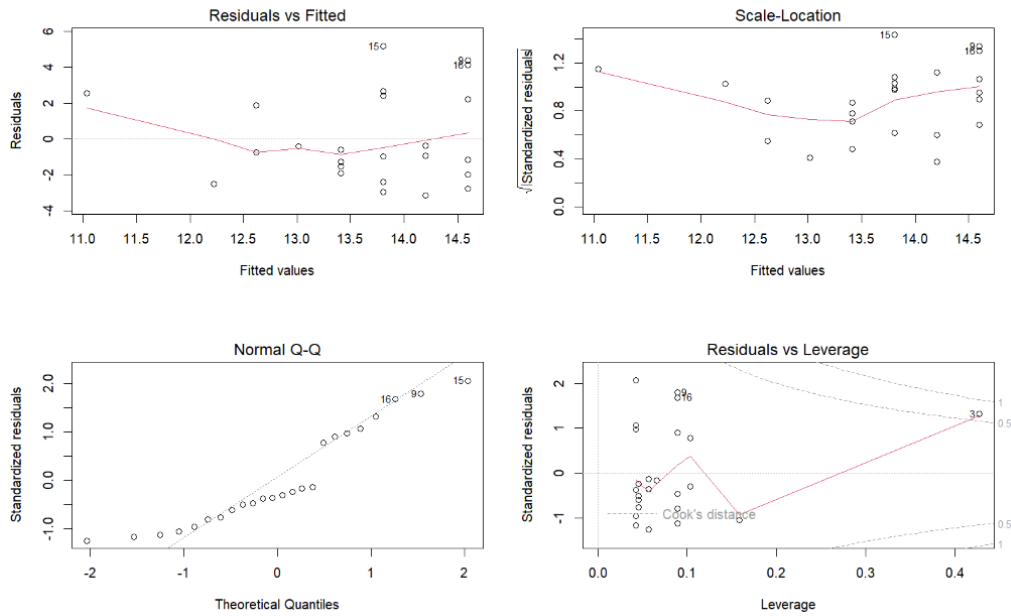 Residuals vs Fitted
Residuals
6
4
2
0
-2
-4
15
9
16
11.0 11.5 12.0 12.5 13.0 13.5 14.0 14.5
Fitted values
Scale-Location
√|Standardized residuals|
1.2
0.8
0.4
0.0
15
9
16
11.0 11.5 12.0 12.5 13.0 13.5 14.0 14.5
Fitted values
Normal Q-Q
Standardized residuals
2.0
1.0
0.0
-1.0
16
9
15
-2 -1 0 1 2
Theoretical Quantiles
Residuals vs Leverage
Standardized residuals
2
1
0
-1
9
16
3
1
0.5
0.5
1
Cook's distance
0.0 0.1 0.2 0.3 0.4
Leverage